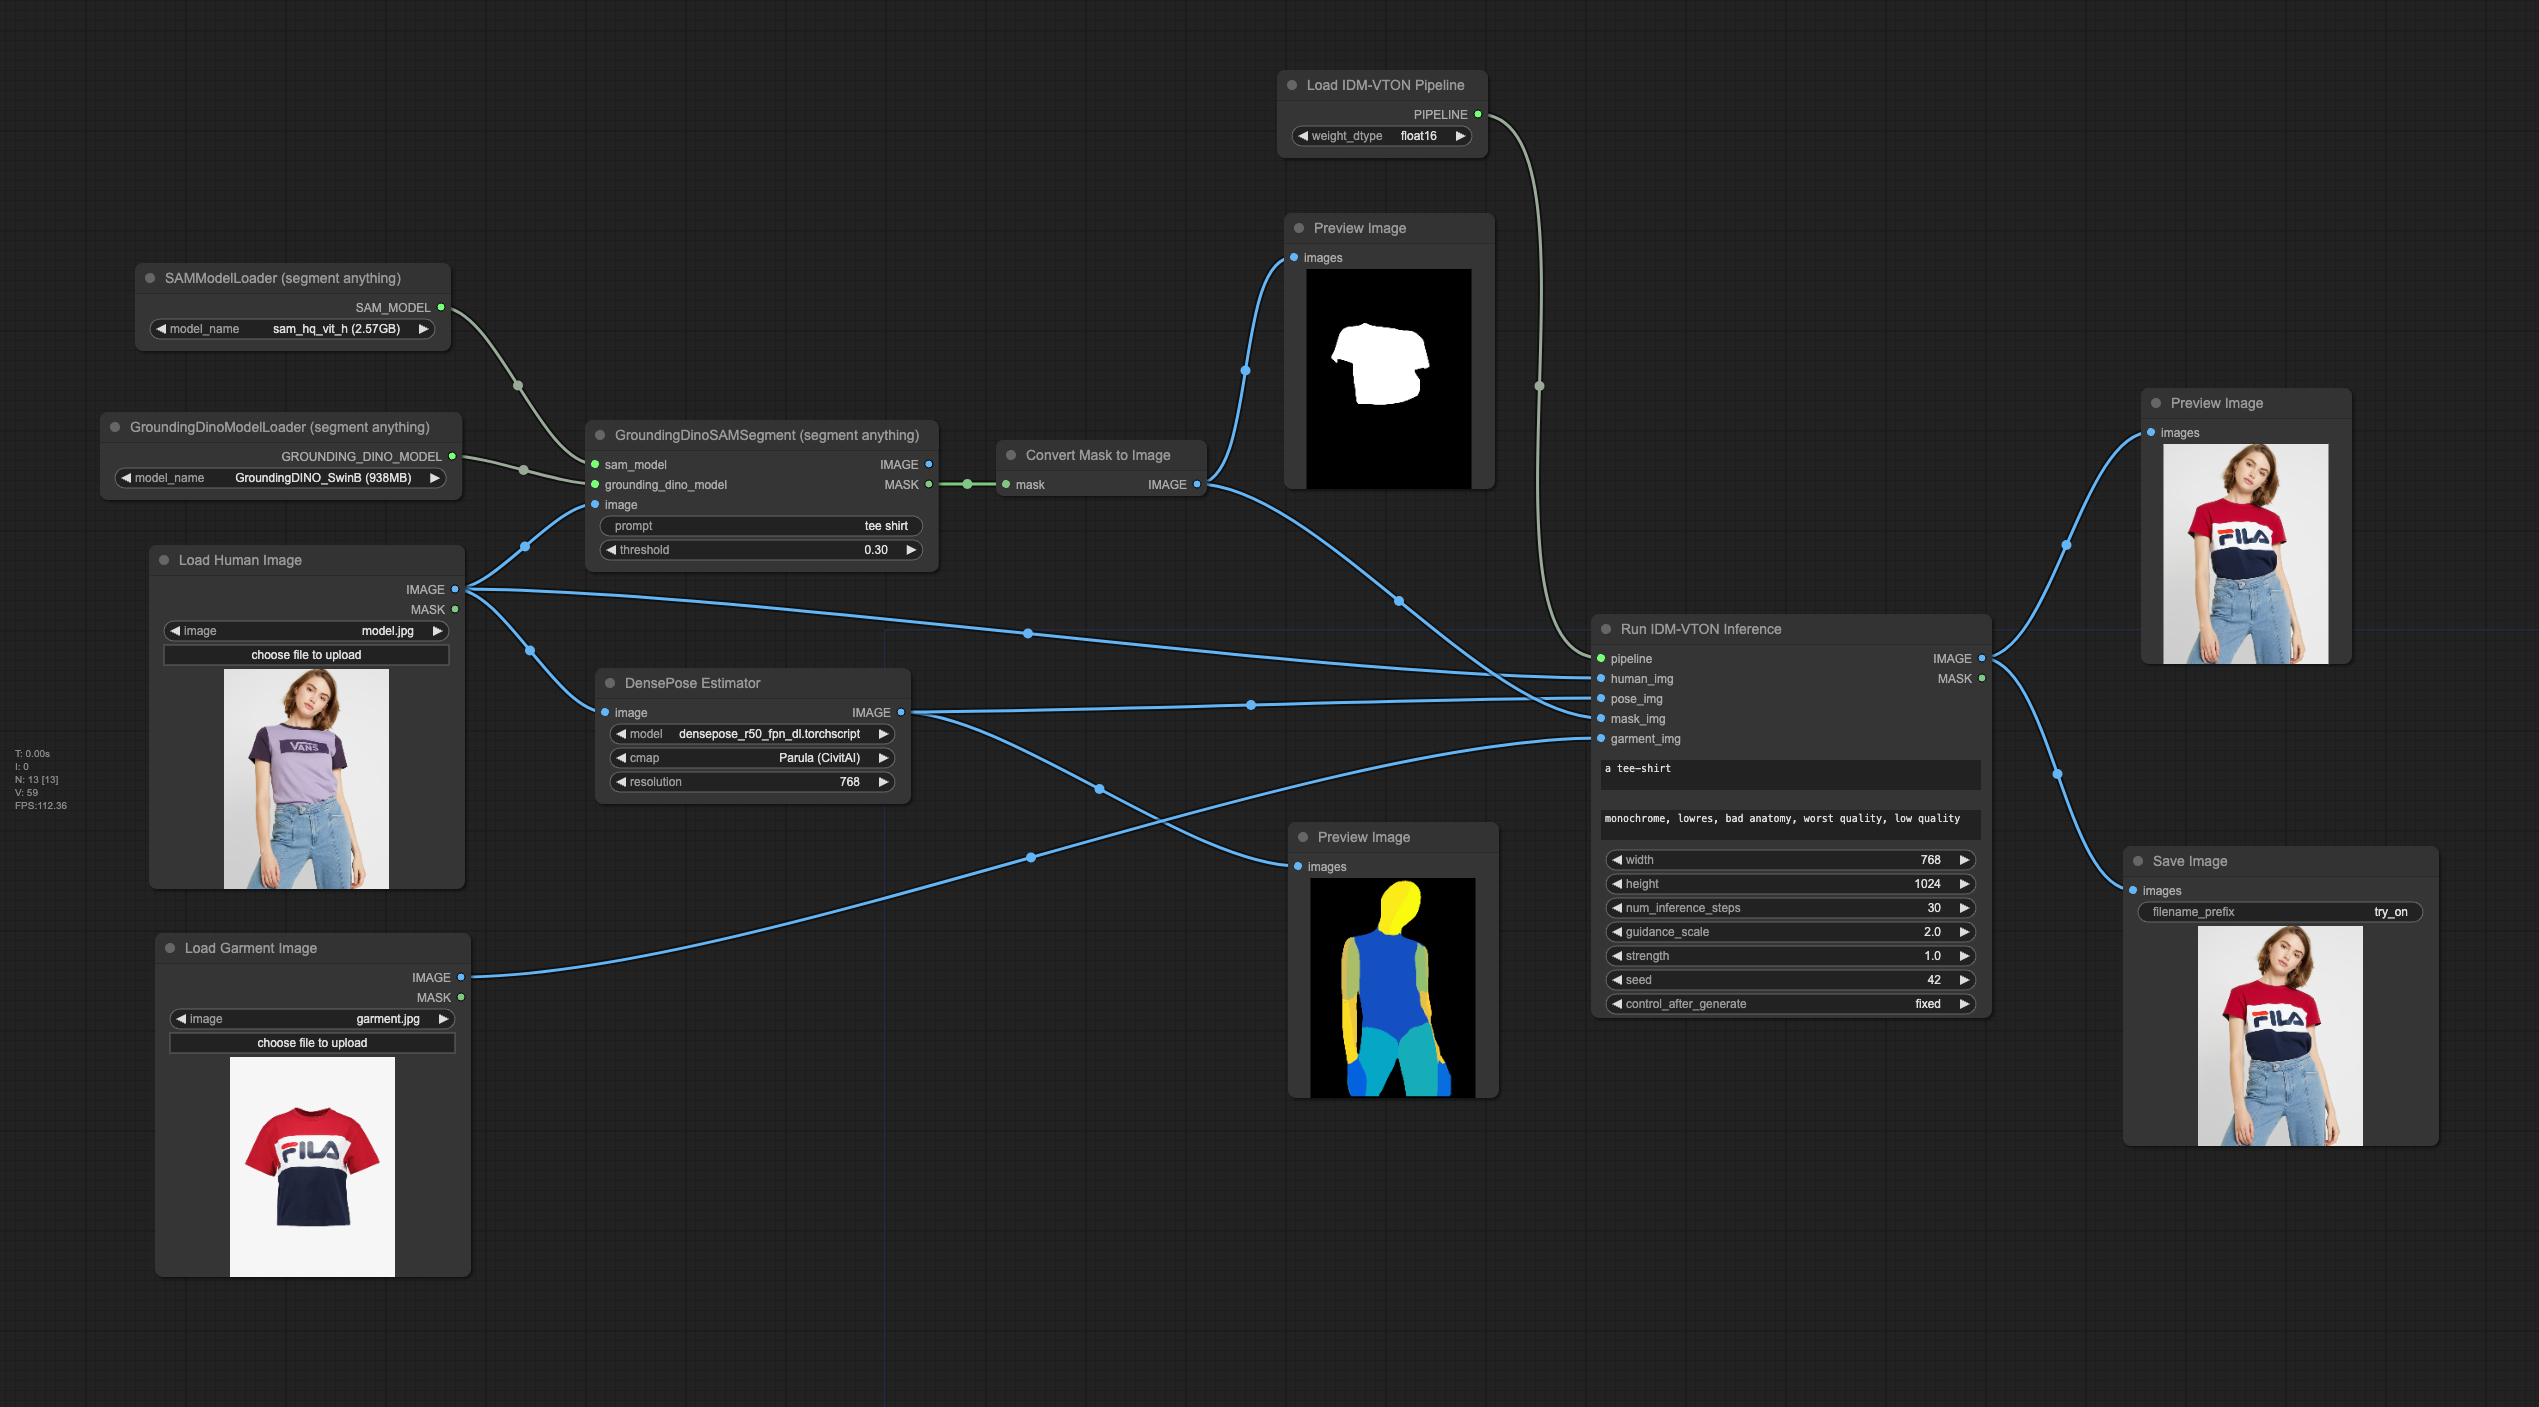 Load IDM-VTON Pipeline
PIPELINE
weight_dtype float16
Preview Image
images
SAMModelLoader (segment anything)
SAM_MODEL
model_name sam_hq_vit_h (2.57GB)
GroundingDinoModelLoader (segment anything)
GROUNDING_DINO_MODEL
model_name GroundingDINO_SwinB (938MB)
GroundingDinoSAMSegment (segment anything)
sam_model IMAGE
grounding_dino_model MASK
image
prompt tee shirt
threshold 0.30
Convert Mask to Image
mask IMAGE
Load Human Image
IMAGE
MASK
image model.jpg
choose file to upload
VANS
DensePose Estimator
image IMAGE
model densepose_r50_fpn_dl.torchscript
cmap Parula (CivitAI)
resolution 768
T: 0.00s
I: 0
N: 13 [13]
V: 59
FPS:112.36
Load Garment Image
IMAGE
MASK
image garment.jpg
choose file to upload
FILA
Preview Image
images
Run IDM-VTON Inference
pipeline IMAGE
human_img MASK
pose_img
mask_img
garment_img
a tee-shirt
monochrome, lowres, bad anatomy, worst quality, low quality
width 768
height 1024
num_inference_steps 30
guidance_scale 2.0
strength 1.0
seed 42
control_after_generate fixed
Preview Image
images
FILA
Save Image
images
filename_prefix try_on
FILA